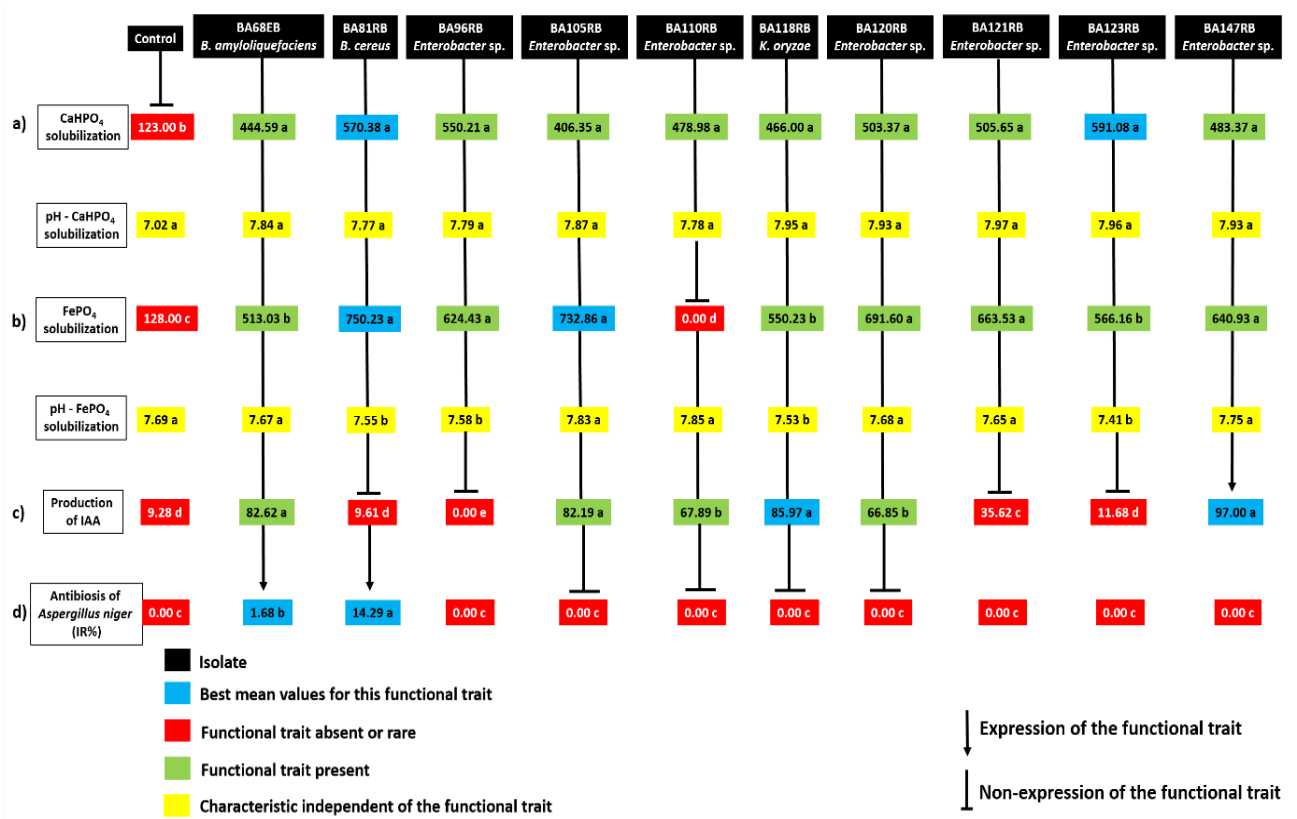 Control
BA68EB
B. amyloliquefaciens
BA81RB
B. cereus
BA96RB
Enterobacter sp.
BA105RB
Enterobacter sp.
BA110RB
Enterobacter sp.
BA118RB
K. oryzae
BA120RB
Enterobacter sp.
BA121RB
Enterobacter sp.
BA123RB
Enterobacter sp.
BA147RB
Enterobacter sp.
a)
CaHPO₄
solubilization
123.00 b
444.59 a
570.38 a
550.21 a
406.35 a
478.98 a
466.00 a
503.37 a
505.65 a
591.08 a
483.37 a
pH - CaHPO₄
solubilization
7.02 a
7.84 a
7.77 a
7.79 a
7.87 a
7.78 a
7.95 a
7.93 a
7.97 a
7.96 a
7.93 a
b)
FePO₄
solubilization
128.00 c
513.03 b
750.23 a
624.43 a
732.86 a
0.00 d
550.23 b
691.60 a
663.53 a
566.16 b
640.93 a
pH - FePO₄
solubilization
7.69 a
7.67 a
7.55 b
7.58 b
7.83 a
7.85 a
7.53 b
7.68 a
7.65 a
7.41 b
7.75 a
c)
Production
of IAA
9.28 d
82.62 a
9.61 d
0.00 e
82.19 a
67.89 b
85.97 a
66.85 b
35.62 c
11.68 d
97.00 a
d)
Antibiosis of
Aspergillus niger
(IR%)
0.00 c
1.68 b
14.29 a
0.00 c
0.00 c
0.00 c
0.00 c
0.00 c
0.00 c
0.00 c
0.00 c
Isolate
Best mean values for this functional trait
Functional trait absent or rare
Functional trait present
Characteristic independent of the functional trait
Expression of the functional trait
Non-expression of the functional trait